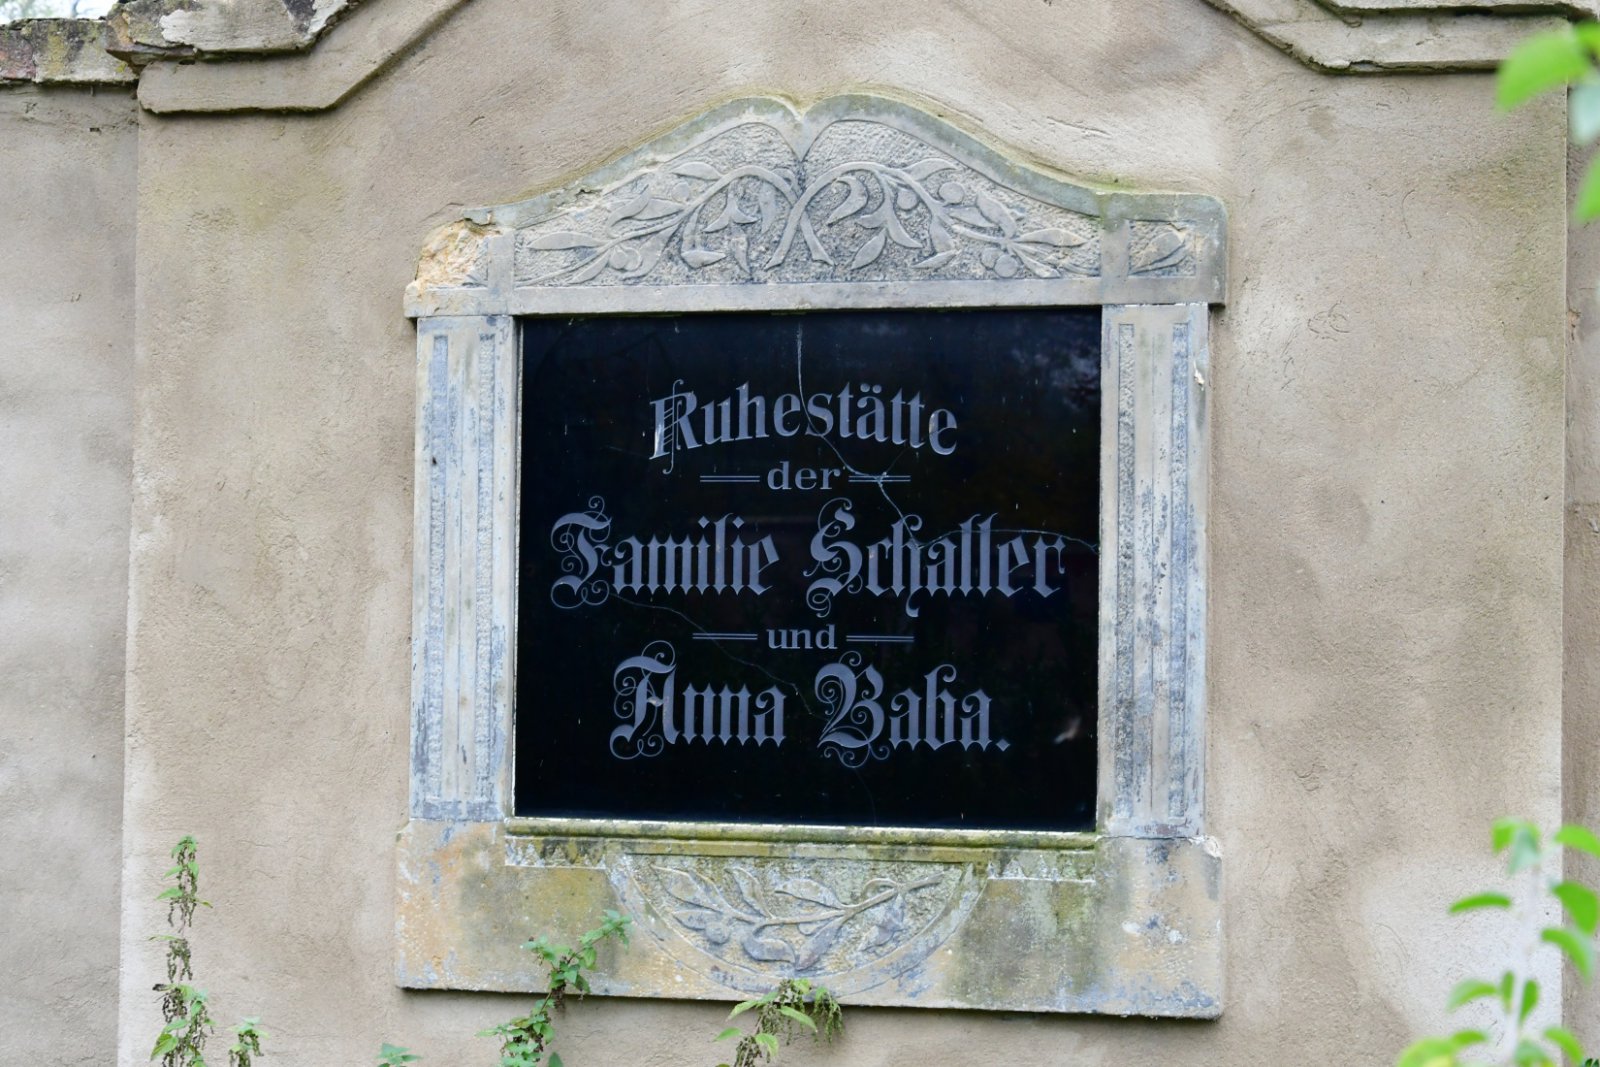 Ruhestätte
der
Familie Schaller
und
Anna Baba.